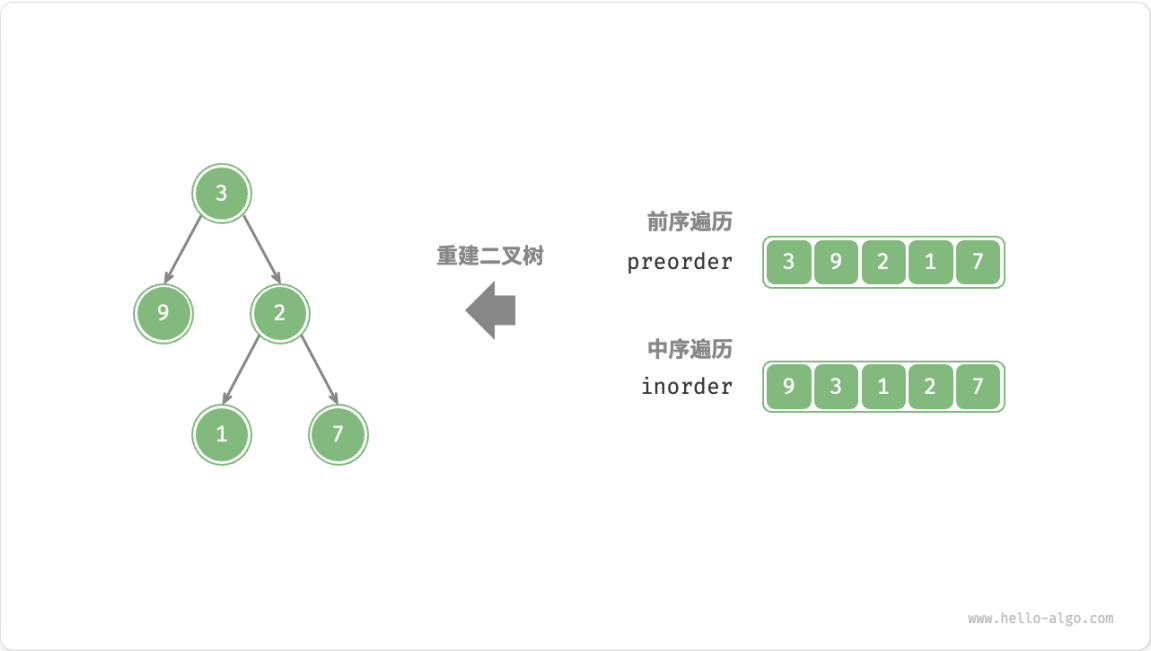 3
9
2
1
7
重建二叉树
前序遍历
preorder
3 9 2 1 7
中序遍历
inorder
9 3 1 2 7
www.hello-algo.com